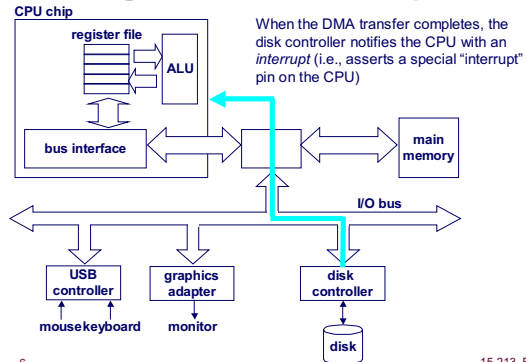 CPU chip
When the DMA transfer completes, the
disk controller notifies the CPU with an
interrupt (i.e., asserts a special “interrupt”
pin on the CPU)
register file
ALU
bus interface
main
memory
I/O bus
USB
controller
graphics
adapter
disk
controller
mouse keyboard
monitor
disk